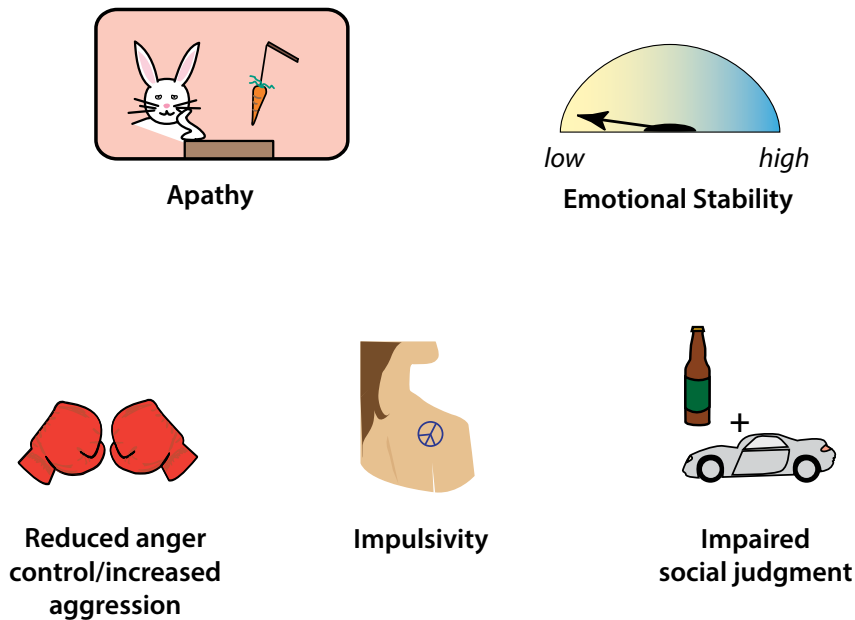 Apathy
low high
Emotional Stability
+
Reduced anger
control/increased
aggression
Impulsivity
Impaired
social judgment